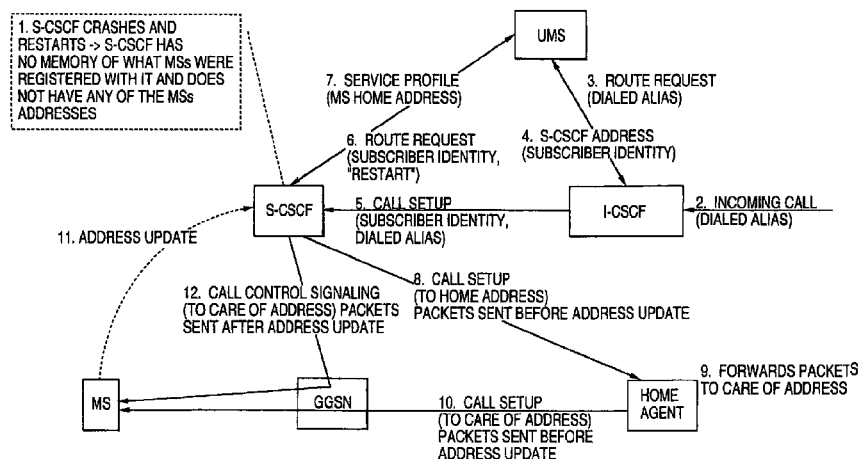 1. S-CSCF CRASHES AND
RESTARTS -> S-CSCF HAS
NO MEMORY OF WHAT MSs WERE
REGISTERED WITH IT AND DOES
NOT HAVE ANY OF THE MSs
ADDRESSES
UMS
7. SERVICE PROFILE
(MS HOME ADDRESS)
3. ROUTE REQUEST
(DIALED ALIAS)
6. ROUTE REQUEST
(SUBSCRIBER IDENTITY,
"RESTART")
4. S-CSCF ADDRESS
(SUBSCRIBER IDENTITY)
S-CSCF
5. CALL SETUP
(SUBSCRIBER IDENTITY,
DIALED ALIAS)
I-CSCF
2. INCOMING CALL
(DIALED ALIAS)
11. ADDRESS UPDATE
12. CALL CONTROL SIGNALING
(TO CARE OF ADDRESS) PACKETS
SENT AFTER ADDRESS UPDATE
8. CALL SETUP
(TO HOME ADDRESS)
PACKETS SENT BEFORE ADDRESS UPDATE
MS
GGSN
10. CALL SETUP
(TO CARE OF ADDRESS)
PACKETS SENT BEFORE
ADDRESS UPDATE
HOME
AGENT
9. FORWARDS PACKETS
TO CARE OF ADDRESS